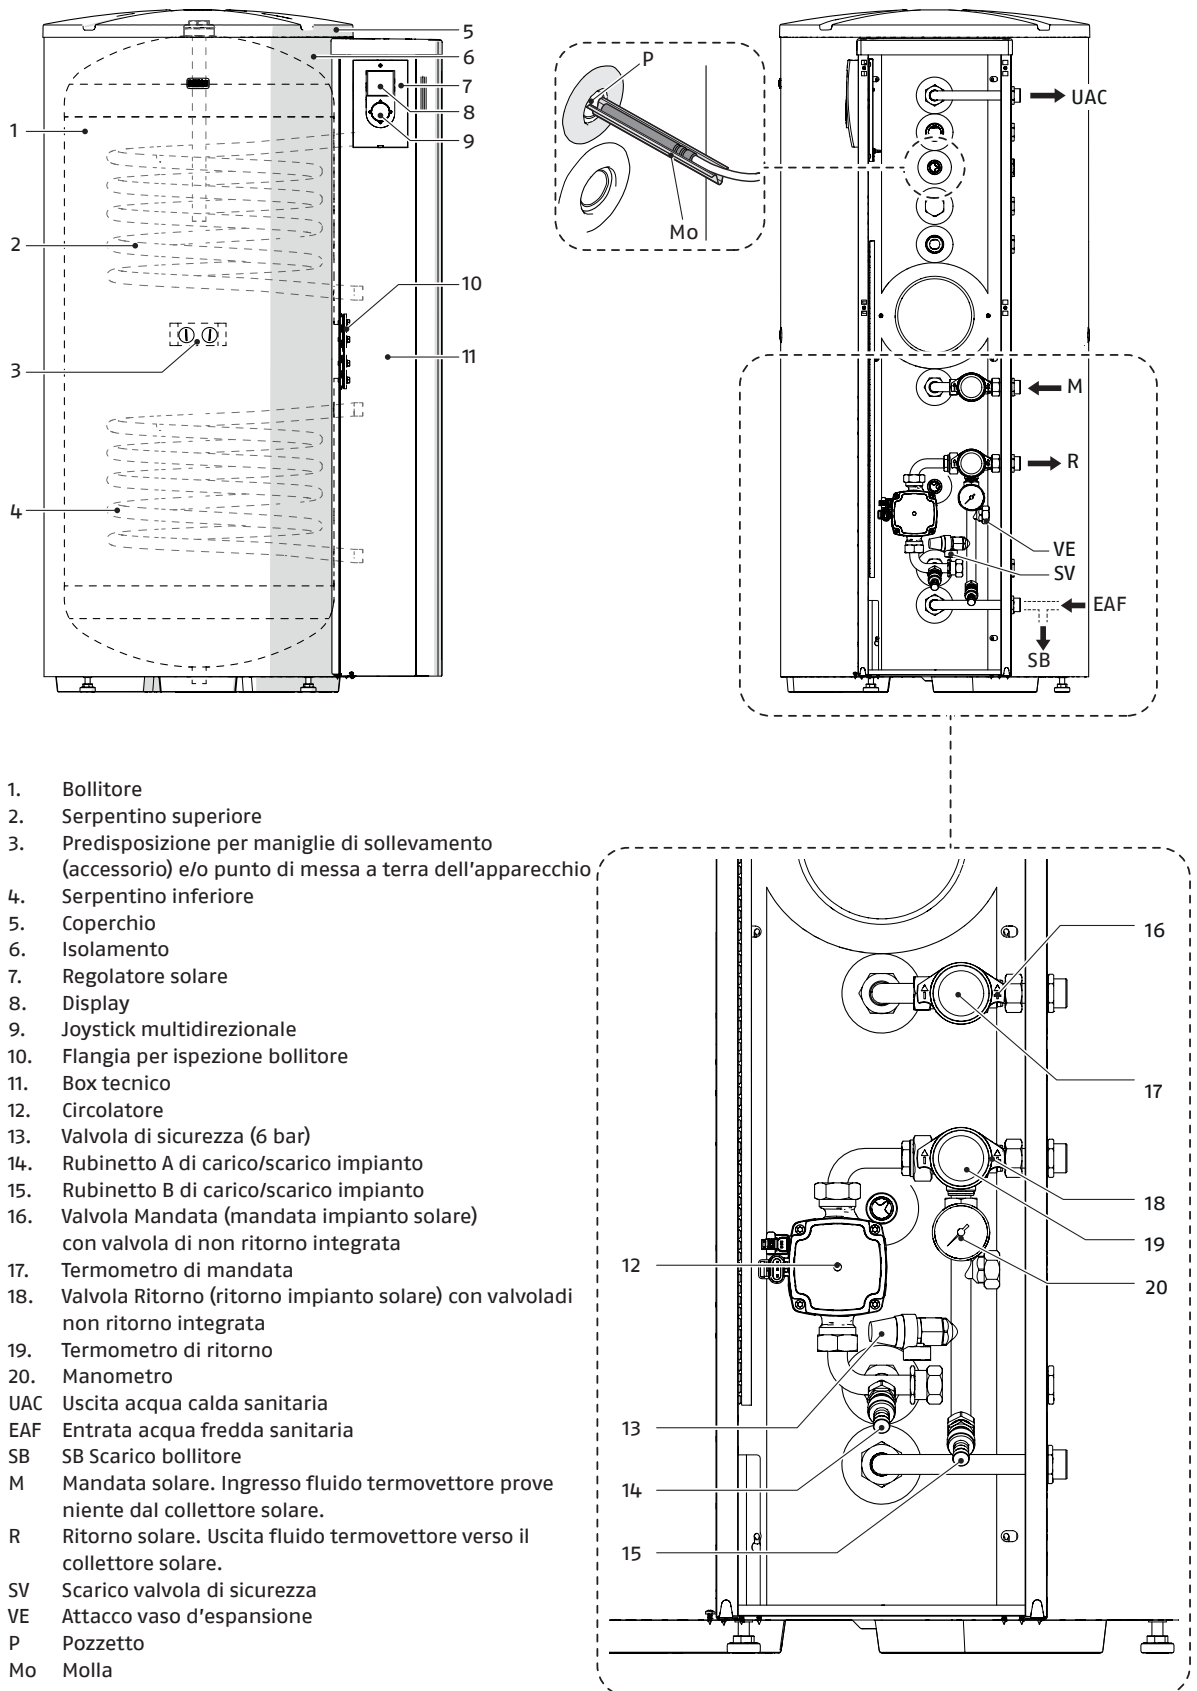 5
6
7
8
9
1
2
10
3
11
4
P
Mo
UAC
M
R
VE
SV
EAF
SB
1. Bollitore
2. Serpentino superiore
3. Predisposizione per maniglie di sollevamento
(accessorio) e/o punto di messa a terra dell'apparecchio
4. Serpentino inferiore
5. Coperchio
6. Isolamento
7. Regolatore solare
8. Display
9. Joystick multidirezionale
10. Flangia per ispezione bollitore
11. Box tecnico
12. Circolatore
13. Valvola di sicurezza (6 bar)
14. Rubinetto A di carico/scarico impianto
15. Rubinetto B di carico/scarico impianto
16. Valvola Mandata (mandata impianto solare)
con valvola di non ritorno integrata
17. Termometro di mandata
18. Valvola Ritorno (ritorno impianto solare) con valvoladi
non ritorno integrata
19. Termometro di ritorno
20. Manometro
UAC Uscita acqua calda sanitaria
EAF Entrata acqua fredda sanitaria
SB SB Scarico bollitore
M Mandata solare. Ingresso fluido termovettore prove
niente dal collettore solare.
R Ritorno solare. Uscita fluido termovettore verso il
collettore solare.
SV Scarico valvola di sicurezza
VE Attacco vaso d'espansione
P Pozzetto
Mo Molla
16
17
18
19
20
12
13
14
15